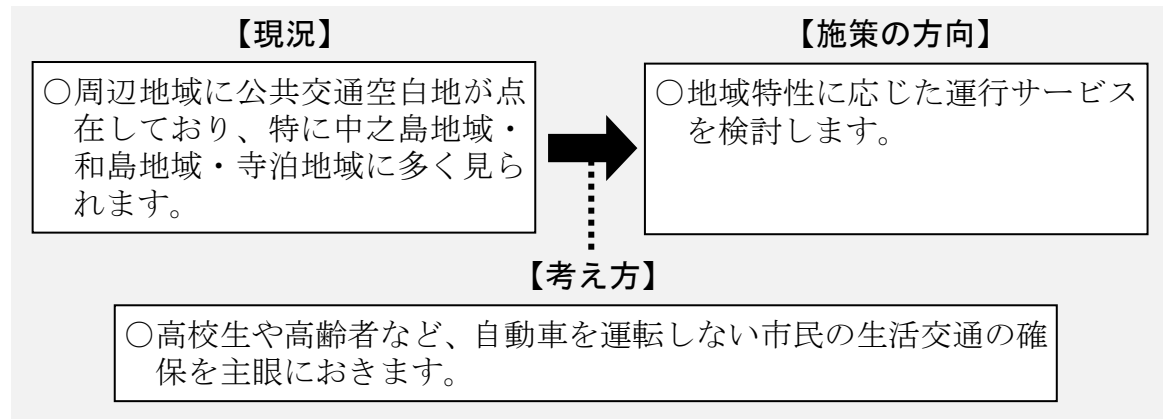 【現況】
○周辺地域に公共交通空白地が点
在しており、特に中之島地域・
和島地域・寺泊地域に多く見ら
れます。
【施策の方向】
○地域特性に応じた運行サービス
を検討します。
【考え方】
○高校生や高齢者など、自動車を運転しない市民の生活交通の確
保を主眼におきます。